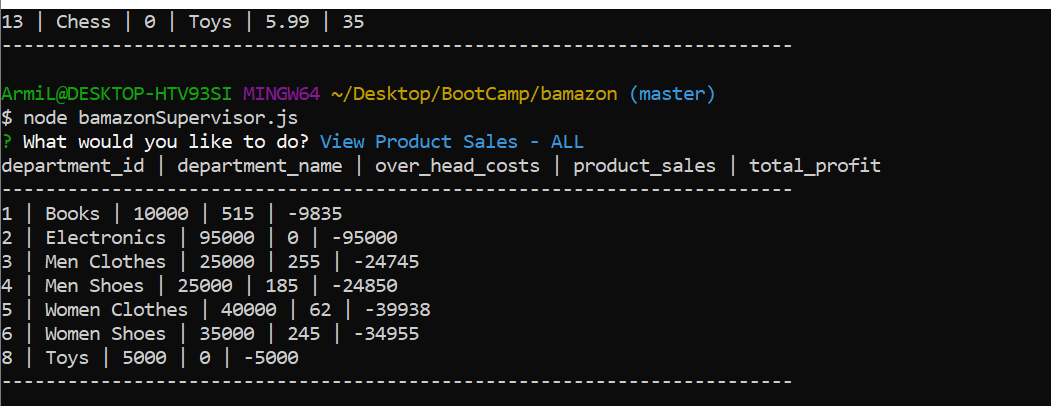 13 | Chess | 0 | Toys | 5.99 | 35
------------------------------------------------------------------------
ArmiL@DESKTOP-HTV93SI MINGW64 ~/Desktop/BootCamp/bamazon (master)
$ node bamazonSupervisor.js
? What would you like to do? View Product Sales - ALL
department_id | department_name | over_head_costs | product_sales | total_profit
------------------------------------------------------------------------
1 | Books | 10000 | 515 | -9835
2 | Electronics | 95000 | 0 | -95000
3 | Men Clothes | 25000 | 255 | -24745
4 | Men Shoes | 25000 | 185 | -24850
5 | Women Clothes | 40000 | 62 | -39938
6 | Women Shoes | 35000 | 245 | -34955
8 | Toys | 5000 | 0 | -5000
------------------------------------------------------------------------